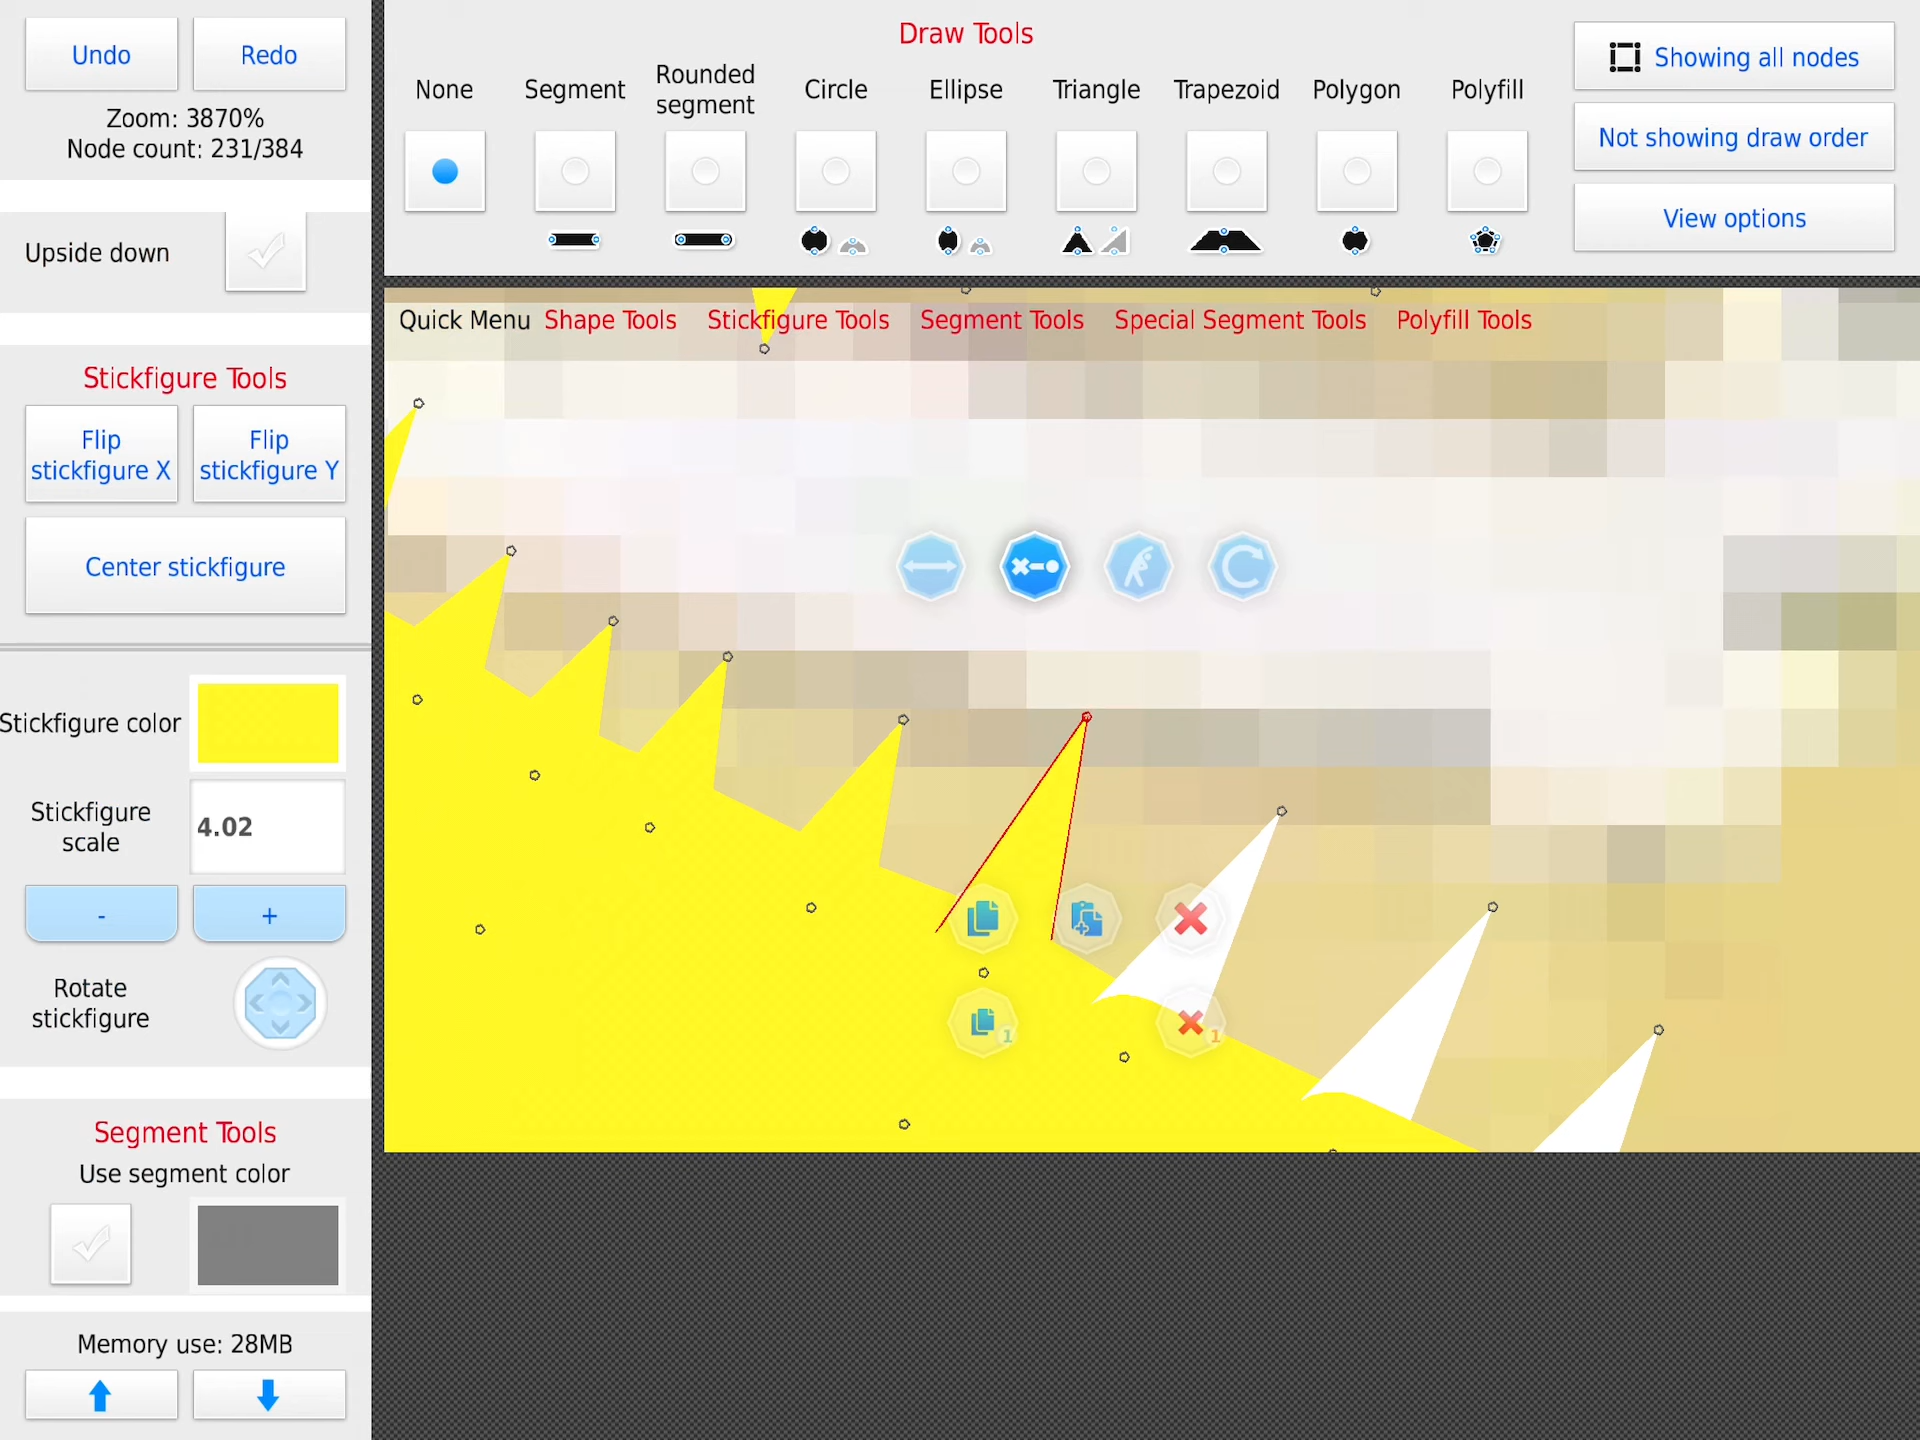 Undo
Redo
Zoom: 3870%
Node count: 231/384
Upside down
Stickfigure Tools
Flip
stickfigure X
Flip
stickfigure Y
Center stickfigure
Stickfigure color
Stickfigure
scale
4.02
-
+
Rotate
stickfigure
Segment Tools
Use segment color
Memory use: 28MB
Draw Tools
None
Segment
Rounded
segment
Circle
Ellipse
Triangle
Trapezoid
Polygon
Polyfill
Showing all nodes
Not showing draw order
View options
Quick Menu
Shape Tools
Stickfigure Tools
Segment Tools
Special Segment Tools
Polyfill Tools
1
1